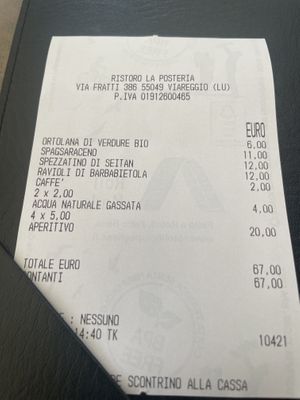 RISTORO LA POSTERIA
VIA FRATTI 386 55049 VIAREGGIO (LU)
P.IVA 01912600465
EURO
ORTOLANA DI VERDURE BIO 6,00
SPAGSARACENO 11,00
SPEZZATINO DI SEITAN 12,00
RAVIOLI DI BARBABIETOLA 12,00
CAFFE' 2,00
2 x 2,00
ACQUA NATURALE GASSATA 4,00
4 x 5,00
APERITIVO 20,00
TOTALE EURO 67,00
CONTANTI 67,00
: NESSUNO
14:40 TK 10421
SCONTRINO ALLA CASSA